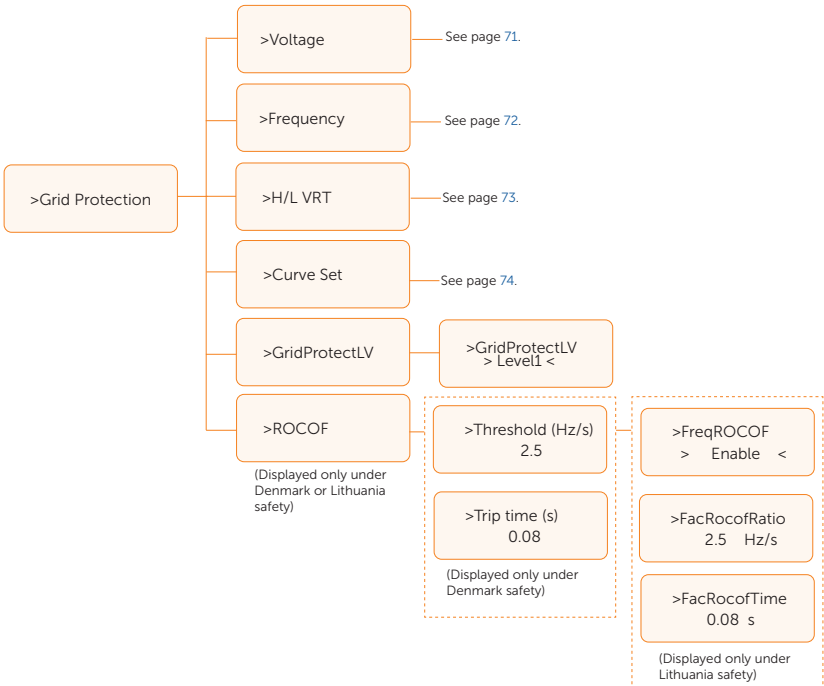 >Grid Protection
>Voltage
See page 71.
>Frequency
See page 72.
>H/L VRT
See page 73.
>Curve Set
See page 74.
>GridProtectLV
>GridProtectLV
> Level1 <
>ROCOF
(Displayed only under
Denmark or Lithuania
safety)
>Threshold (Hz/s)
2.5
>Trip time (s)
0.08
(Displayed only under
Denmark safety)
>FreqROCOF
> Enable <
>FacRocofRatio
2.5 Hz/s
>FacRocofTime
0.08 s
(Displayed only under
Lithuania safety)